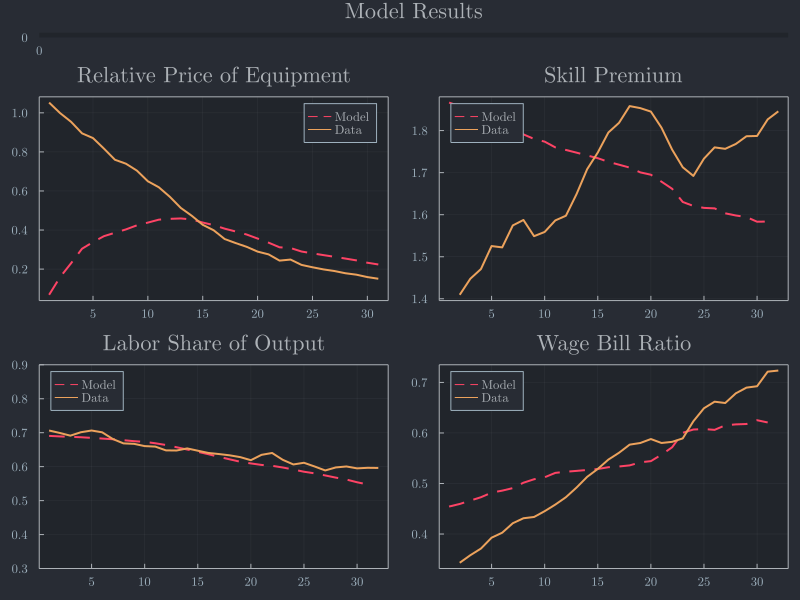 Model Results
0
0
Relative Price of Equipment
Skill Premium
1.0
0.8
0.6
0.4
0.2
Model
Data
5 10 15 20 25 30
1.8
1.7
1.6
1.5
1.4
Model
Data
5 10 15 20 25 30
Labor Share of Output
Wage Bill Ratio
0.9
0.8
0.7
0.6
0.5
0.4
0.3
Model
Data
5 10 15 20 25 30
0.7
0.6
0.5
0.4
Model
Data
5 10 15 20 25 30